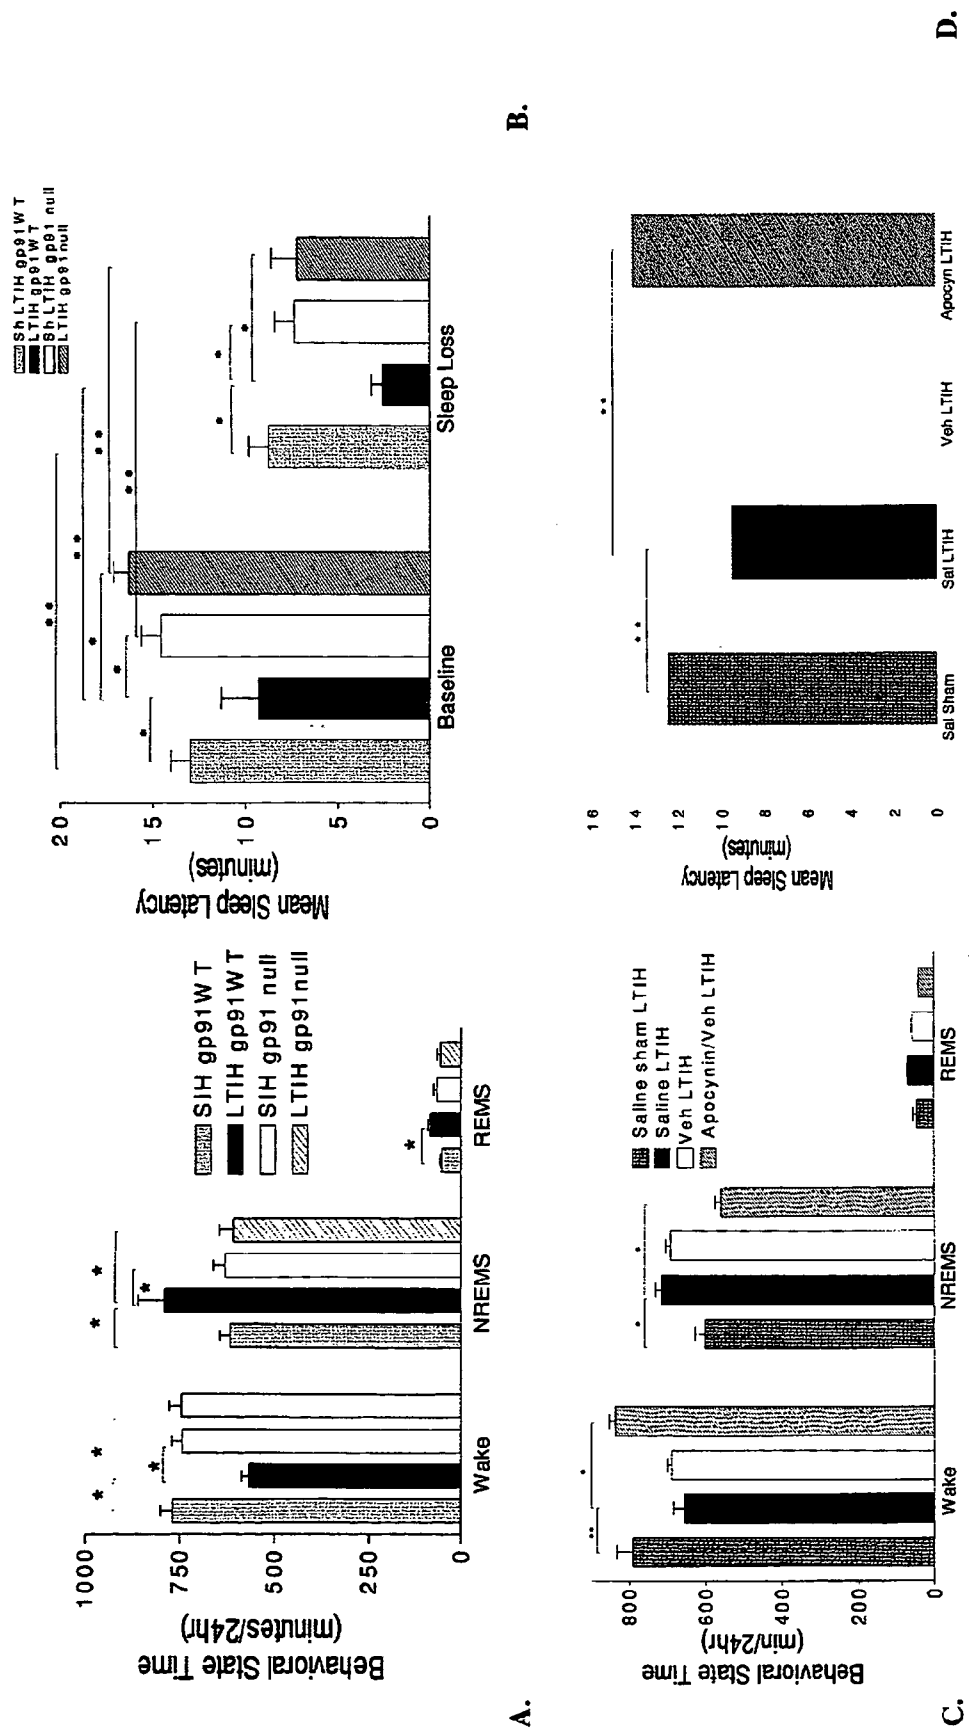 Behavioral State Time
(minutes/24hr)
1000
750
500
250
0
Wake
NREMS
REMS
SIH gp91WT
LTIH gp91WT
SIH gp91 null
LTIH gp91null
* * * * * * *
A.
Mean Sleep Latency
(minutes)
20
15
10
5
0
Baseline
Sleep Loss
Sh LTIH gp91WT
LTIH gp91WT
Sh LTIH gp91 null
LTIH gp91null
** ** ** ** * * * * * *
B.
Behavioral State Time
(min/24hr)
800
600
400
200
0
Wake
NREMS
REMS
Saline sham LTIH
Saline LTIH
Veh LTIH
Apocynin/Veh LTIH
** * * *
C.
Mean Sleep Latency
(minutes)
16
14
12
10
8
6
4
2
0
Sal Sham
Sal LTIH
Veh LTIH
Apocyn LTIH
** **
D.